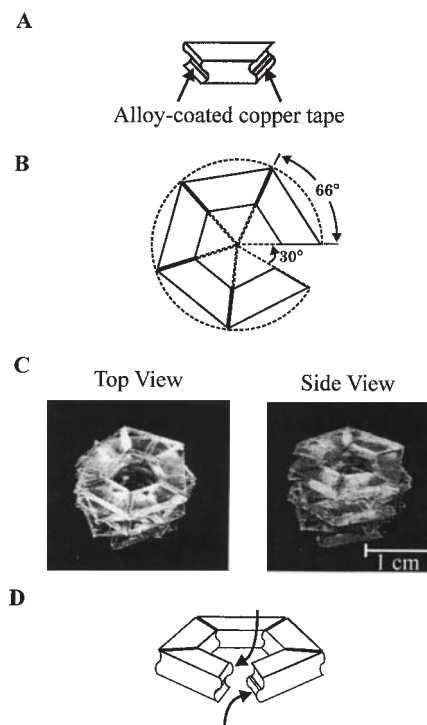 A
Alloy-coated copper tape
B
66°
30°
C
Top View
Side View
1 cm
D